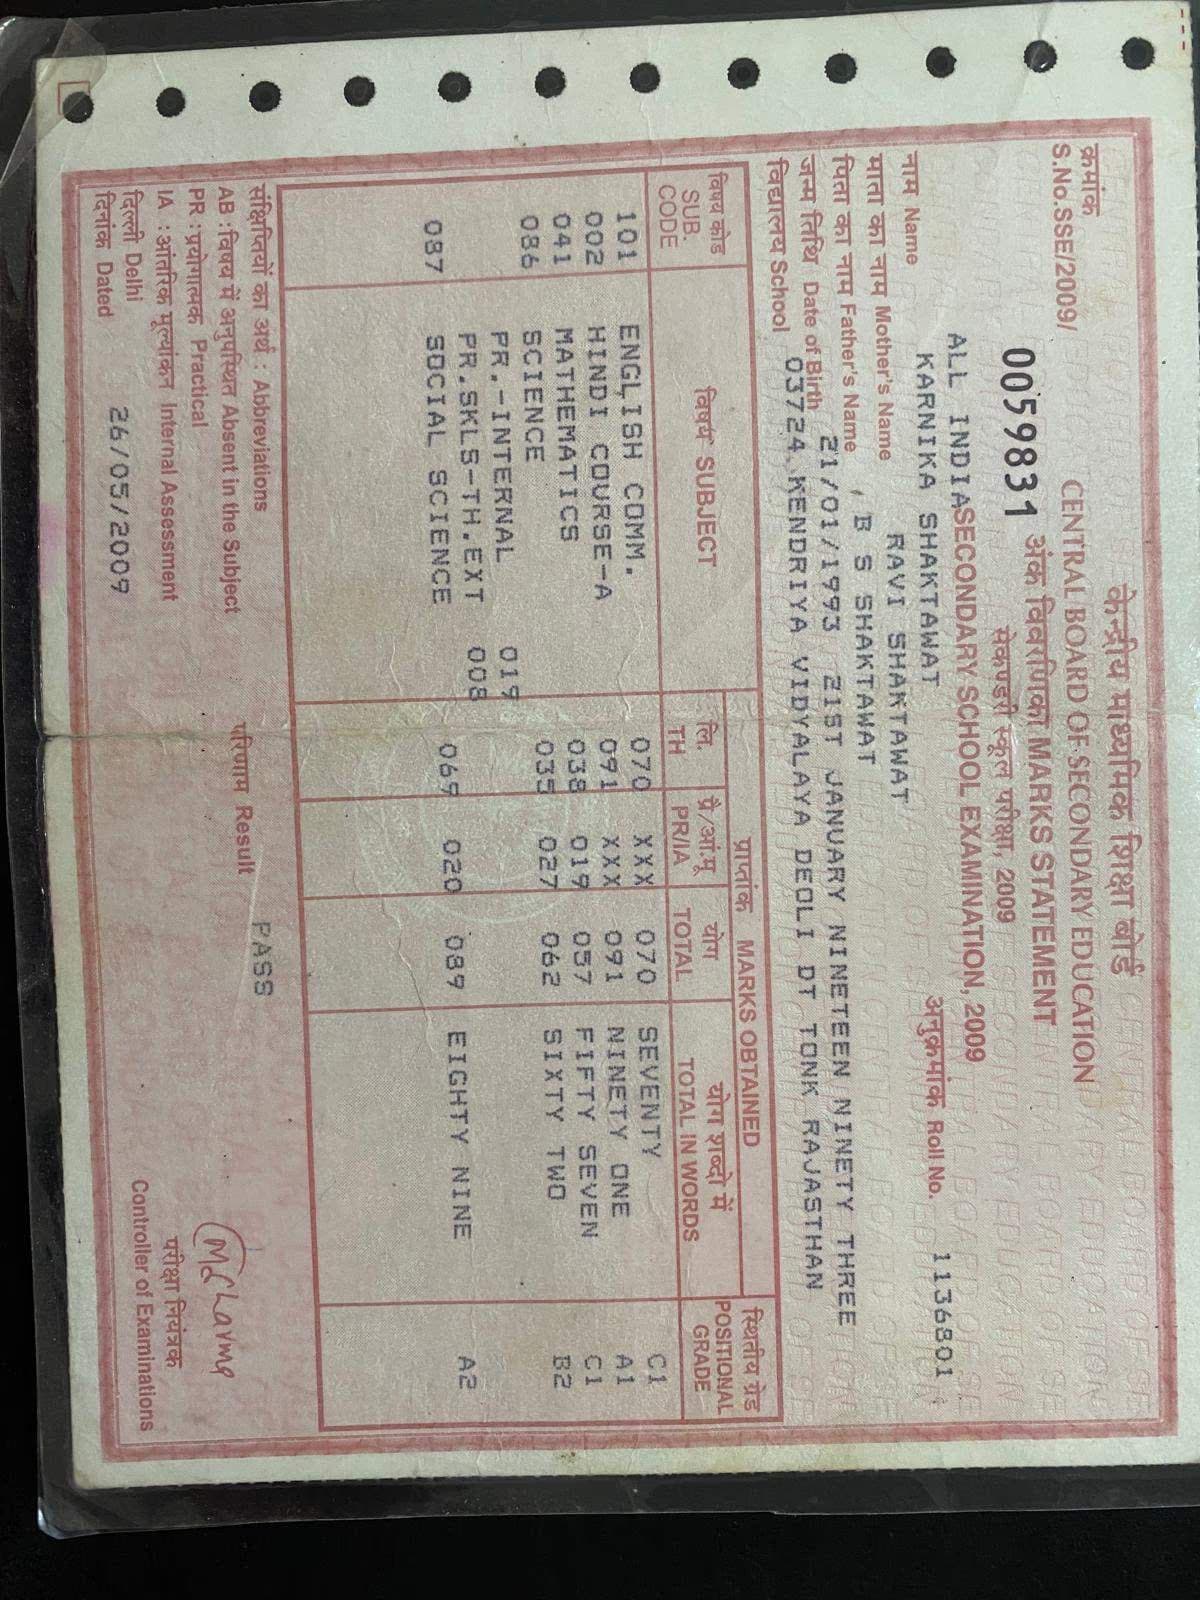 केन्द्रीय माध्यमिक शिक्षा बोर्ड
क्रमांक
CENTRAL BOARD OF SECONDARY EDUCATION
S.No.SSE/2009/
0059831 अंक विवरणिका MARKS STATEMENT
सेकण्डरी स्कूल परीक्षा, 2009
ALL INDIA SECONDARY SCHOOL EXAMINATION, 2009
नाम Name KARNIKA SHAKTAWAT अनुक्रमांक Roll No. 1136801
माता का नाम Mother's Name RAVI SHAKTAWAT
पिता का नाम Father's Name B S SHAKTAWAT
जन्म तिथि Date of Birth 21/01/1993 21ST JANUARY NINETEEN NINETY THREE
विद्यालय School 03724 KENDRIYA VIDYALAYA DEOLI DT TONK RAJASTHAN
विषय कोड SUB. CODE
विषय SUBJECT
प्राप्तांक MARKS OBTAINED
स्थितीय ग्रेड POSITIONAL GRADE
लि. TH
प्रै/आं.मू PR/IA
योग TOTAL
योग शब्दो में TOTAL IN WORDS
101 ENGLISH COMM. 070 XXX 070 SEVENTY C1
002 HINDI COURSE-A 091 XXX 091 NINETY ONE A1
041 MATHEMATICS 038 019 057 FIFTY SEVEN C1
086 SCIENCE 035 027 062 SIXTY TWO B2
PR.-INTERNAL 019
PR.SKLS-TH.EXT 008
087 SOCIAL SCIENCE 069 020 089 EIGHTY NINE A2
संक्षिप्तियों का अर्थ : Abbreviations
परिणाम Result PASS
AB : विषय में अनुपस्थित Absent in the Subject
PR : प्रयोगात्मक Practical
IA : आंतरिक मूल्यांकन Internal Assessment
दिल्ली Delhi
दिनांक Dated 26/05/2009
MSharma
परीक्षा नियंत्रक
Controller of Examinations